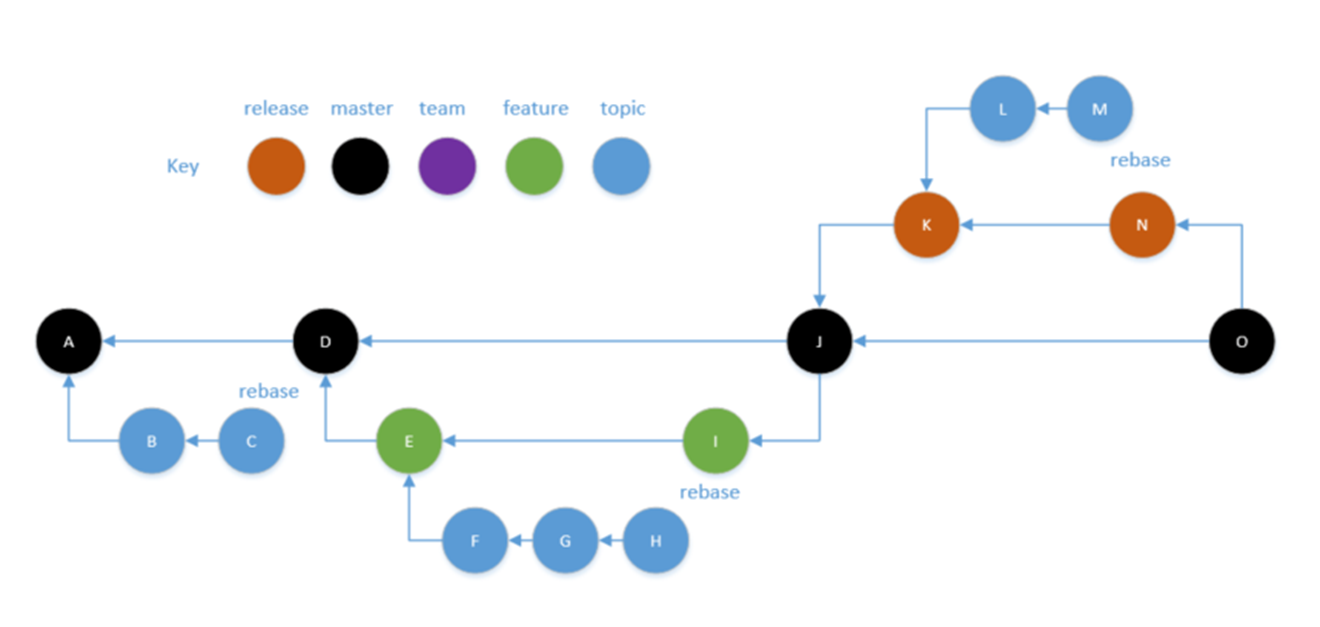 release master team feature topic
Key
L M
rebase
K N
A D J O
rebase
B C E I
rebase
F G H